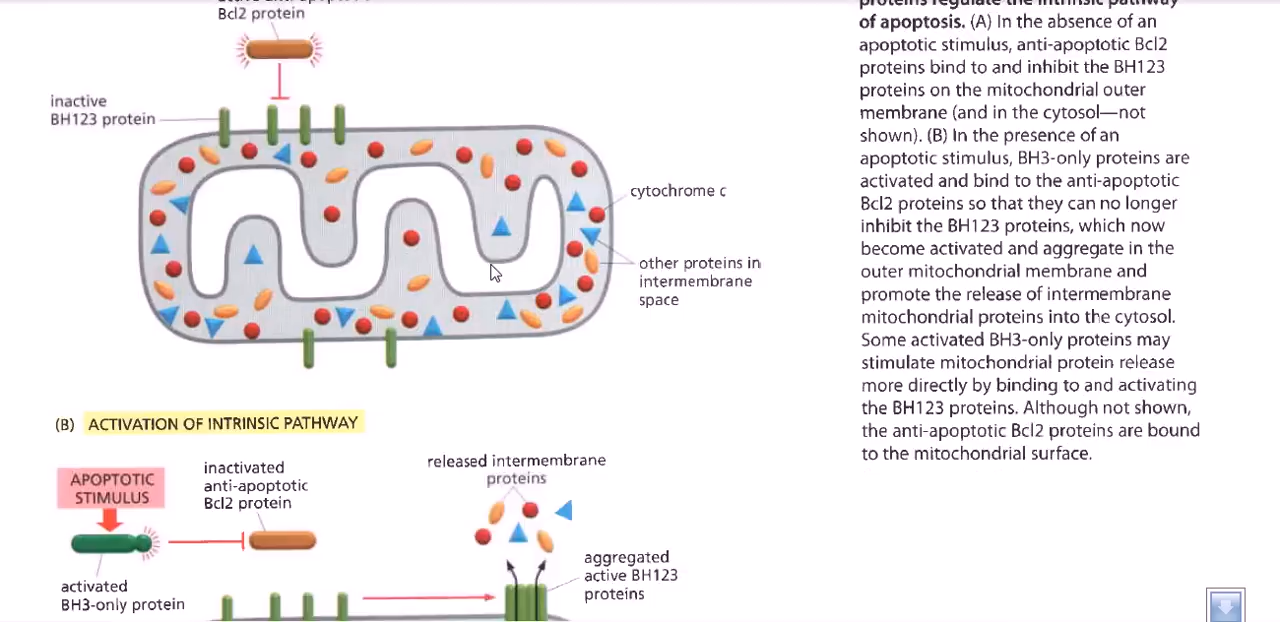 Bcl2 protein
inactive
BH123 protein
cytochrome c
other proteins in
intermembrane
space
(B) ACTIVATION OF INTRINSIC PATHWAY
APOPTOTIC
STIMULUS
inactivated
anti-apoptotic
Bcl2 protein
released intermembrane
proteins
activated
BH3-only protein
aggregated
active BH123
proteins
proteins regulate the intrinsic pathway
of apoptosis. (A) In the absence of an
apoptotic stimulus, anti-apoptotic Bcl2
proteins bind to and inhibit the BH123
proteins on the mitochondrial outer
membrane (and in the cytosol—not
shown). (B) In the presence of an
apoptotic stimulus, BH3-only proteins are
activated and bind to the anti-apoptotic
Bcl2 proteins so that they can no longer
inhibit the BH123 proteins, which now
become activated and aggregate in the
outer mitochondrial membrane and
promote the release of intermembrane
mitochondrial proteins into the cytosol.
Some activated BH3-only proteins may
stimulate mitochondrial protein release
more directly by binding to and activating
the BH123 proteins. Although not shown,
the anti-apoptotic Bcl2 proteins are bound
to the mitochondrial surface.